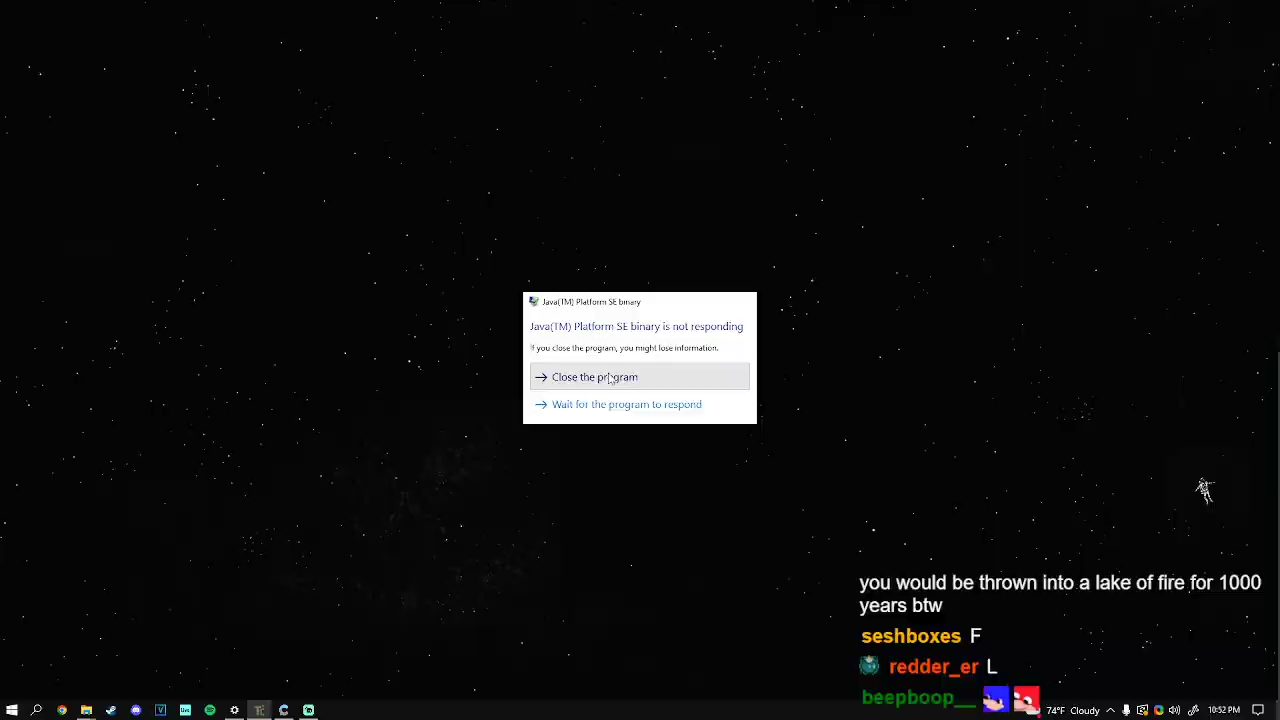 Java(TM) Platform SE binary
Java(TM) Platform SE binary is not responding
If you close the program, you might lose information.
Close the program
Wait for the program to respond
you would be thrown into a lake of fire for 1000
years btw
seshboxes F
redder_er L
beepboop__
74°F Cloudy
10:52 PM